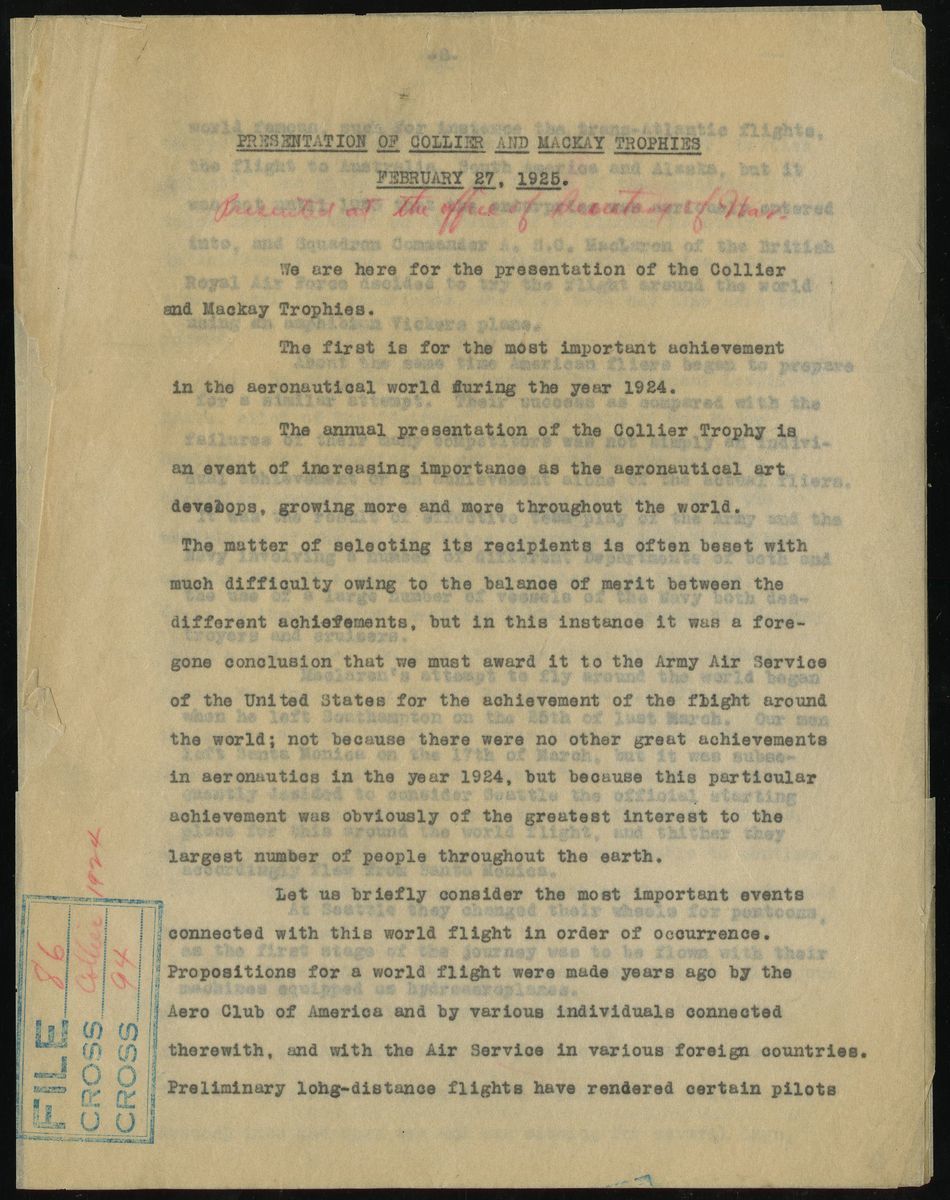 PRESENTATION OF COLLIER AND MACKAY TROPHIES
FEBRUARY 27, 1925.
Presented at the office of Secretary of War.
We are here for the presentation of the Collier
and Mackay Trophies.
The first is for the most important achievement
in the aeronautical world during the year 1924.
The annual presentation of the Collier Trophy is
an event of increasing importance as the aeronautical art
develops, growing more and more throughout the world.
The matter of selecting its recipients is often beset with
much difficulty owing to the balance of merit between the
different achievements, but in this instance it was a fore-
gone conclusion that we must award it to the Army Air Service
of the United States for the achievement of the flight around
the world; not because there were no other great achievements
in aeronautics in the year 1924, but because this particular
achievement was obviously of the greatest interest to the
largest number of people throughout the earth.
Let us briefly consider the most important events
connected with this world flight in order of occurrence.
Propositions for a world flight were made years ago by the
Aero Club of America and by various individuals connected
therewith, and with the Air Service in various foreign countries.
Preliminary lohg-distance flights have rendered certain pilots
FILE 86
CROSS Collier 1924
CROSS 94